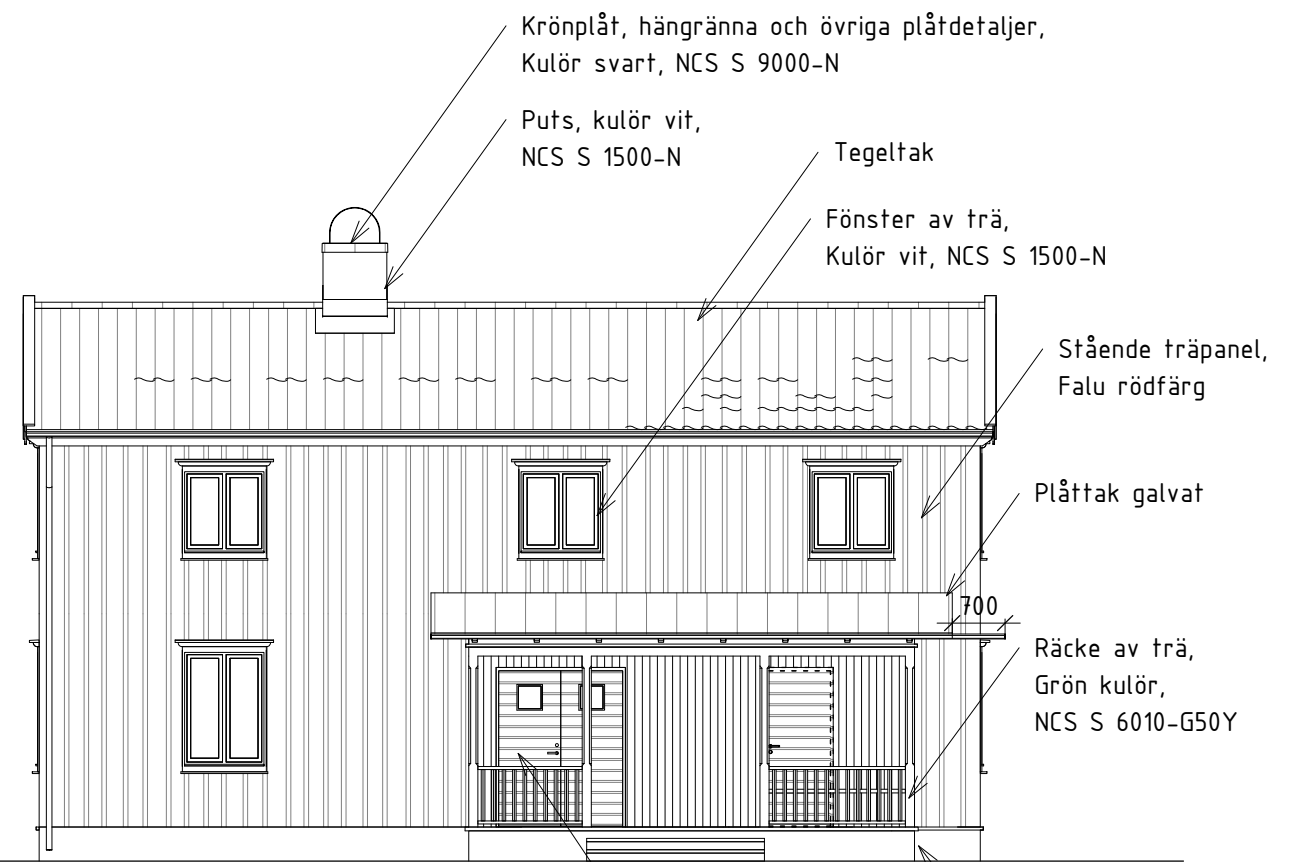 Krönplåt, hängränna och övriga plåtdetaljer,
Kulör svart, NCS S 9000-N
Puts, kulör vit,
NCS S 1500-N
Tegeltak
Fönster av trä,
Kulör vit, NCS S 1500-N
Stående träpanel,
Falu rödfärg
Plåttak galvat
700
Räcke av trä,
Grön kulör,
NCS S 6010-G50Y